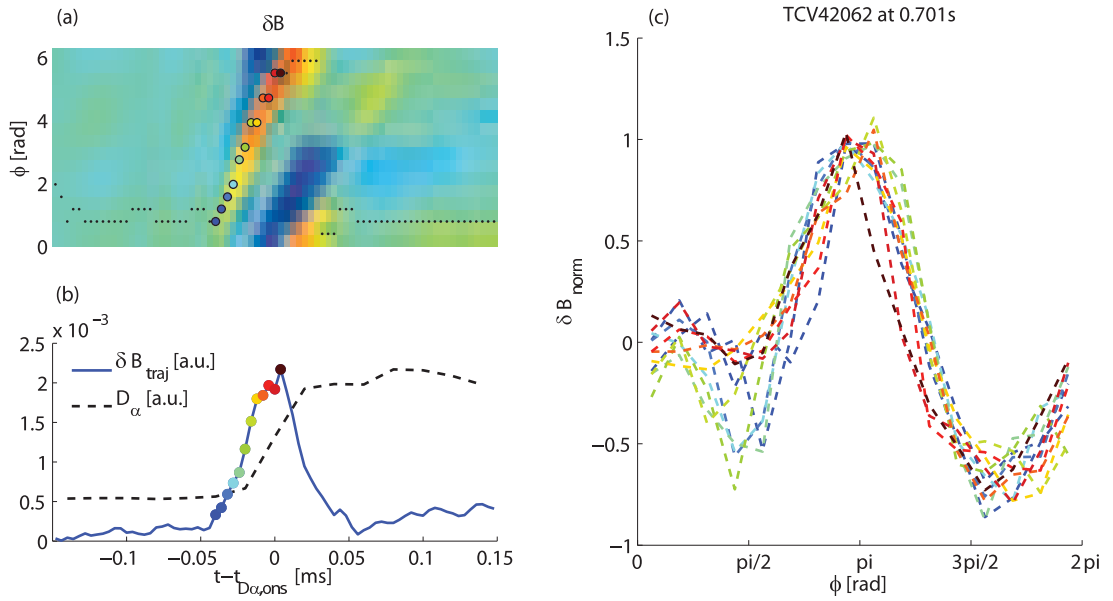 (a)
δB
φ [rad]
6
4
2
0
(b)
x 10⁻³
2.5
2
1.5
1
0.5
0
δ B_traj [a.u.]
D_α [a.u.]
−0.1
−0.05
0
0.05
0.1
0.15
t−t_Dα,ons [ms]
(c)
TCV42062 at 0.701s
δ B_norm
1.5
1
0.5
0
−0.5
−1
0
pi/2
pi
3pi/2
2pi
φ [rad]